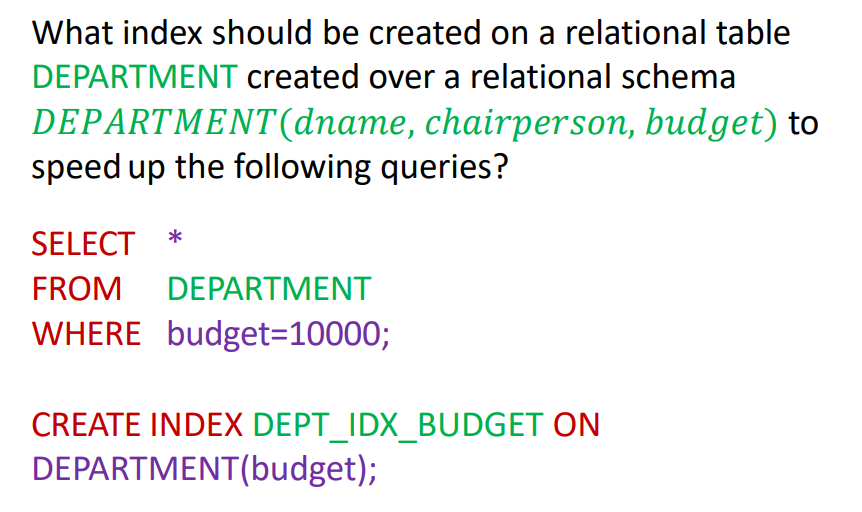 What index should be created on a relational table
DEPARTMENT created over a relational schema
DEPARTMENT(dname, chairperson, budget) to
speed up the following queries?
SELECT *
FROM DEPARTMENT
WHERE budget=10000;
CREATE INDEX DEPT_IDX_BUDGET ON
DEPARTMENT(budget);